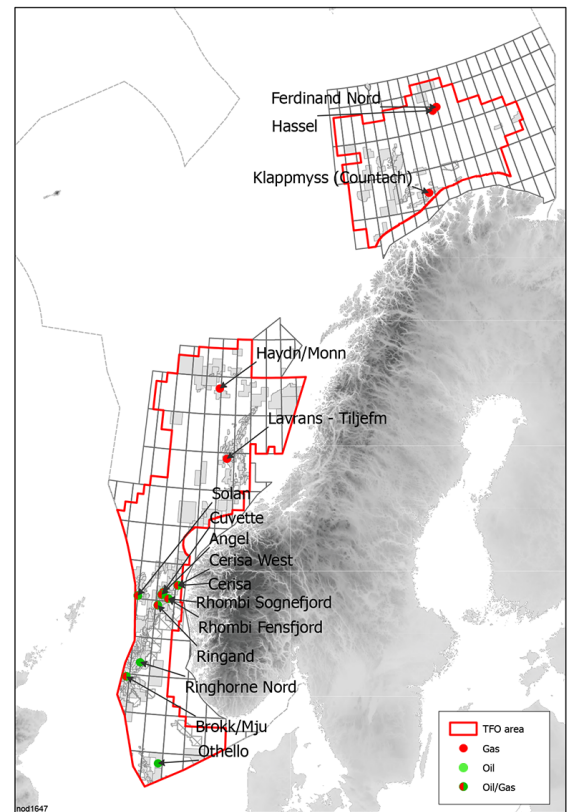 Ferdinand Nord
Hassel
Klappmyss (Countach)
Haydn/Monn
Lavrans - Tiljefm
Solan
Cuvette
Angel
Cerisa West
Cerisa
Rhombi Sognefjord
Rhombi Fensfjord
Ringand
Ringhorne Nord
Brokk/Mju
Othello
TFO area
Gas
Oil
Oil/Gas
nod1647